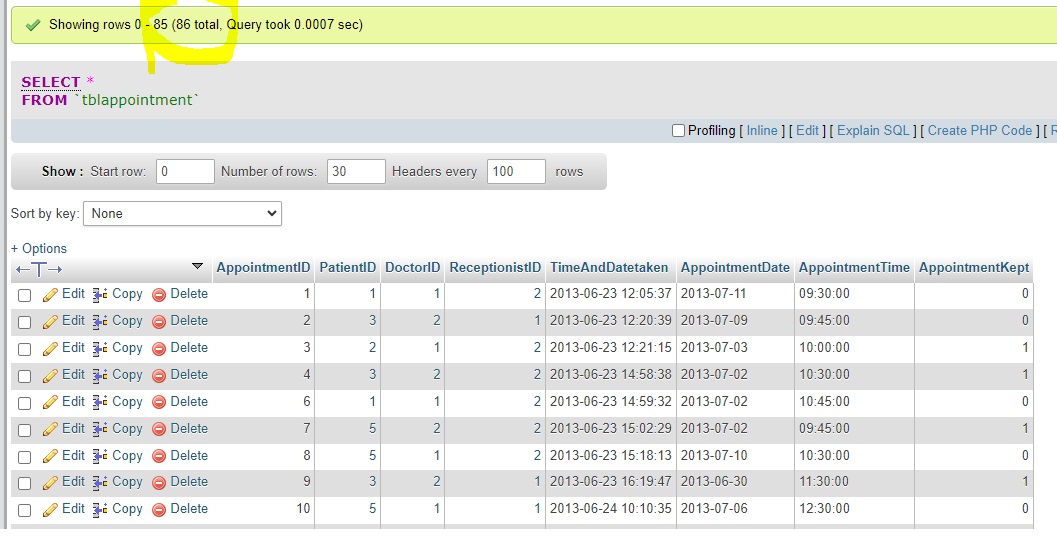 Showing rows 0 - 85 (86 total, Query took 0.0007 sec)
SELECT *
FROM `tblappointment`
Profiling [ Inline ] [ Edit ] [ Explain SQL ] [ Create PHP Code ] [ R
Show : Start row: 0 Number of rows: 30 Headers every 100 rows
Sort by key: None
+ Options
←T→ AppointmentID PatientID DoctorID ReceptionistID TimeAndDatetaken AppointmentDate AppointmentTime AppointmentKept
Edit Copy Delete 1 1 1 2 2013-06-23 12:05:37 2013-07-11 09:30:00 0
Edit Copy Delete 2 3 2 1 2013-06-23 12:20:39 2013-07-09 09:45:00 0
Edit Copy Delete 3 2 1 2 2013-06-23 12:21:15 2013-07-03 10:00:00 1
Edit Copy Delete 4 3 2 2 2013-06-23 14:58:38 2013-07-02 10:30:00 1
Edit Copy Delete 6 1 1 2 2013-06-23 14:59:32 2013-07-02 10:45:00 0
Edit Copy Delete 7 5 2 2 2013-06-23 15:02:29 2013-07-02 09:45:00 1
Edit Copy Delete 8 5 1 2 2013-06-23 15:18:13 2013-07-10 10:30:00 0
Edit Copy Delete 9 3 2 1 2013-06-23 16:19:47 2013-06-30 11:30:00 1
Edit Copy Delete 10 5 1 1 2013-06-24 10:10:35 2013-07-06 12:30:00 0